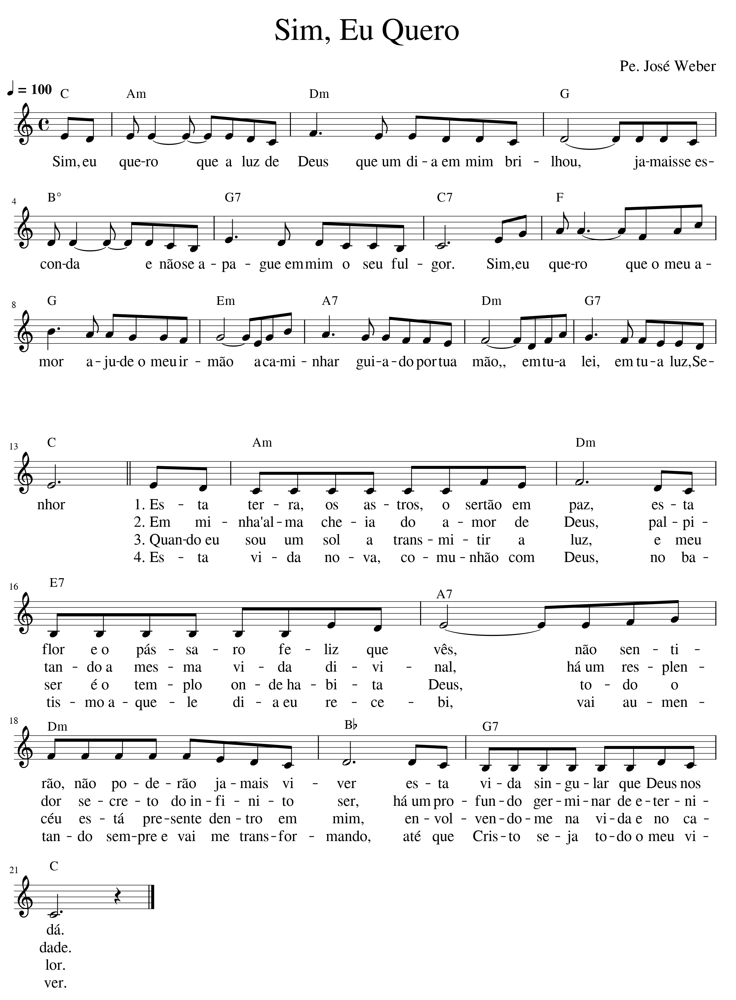 Sim, Eu Quero
Pe. José Weber
= 100 C Am Dm G
Sim, eu que-ro que a luz de Deus que um di - a em mim bri - lhou, ja-mais se es-
4 B° G7 C7 F
con-da e não se a - pa - gue em mim o seu ful - gor. Sim, eu que-ro que o meu a -
8 G Em A7 Dm G7
mor a - ju-de o meu ir - mão a ca-mi - nhar gui-a-do por tua mão,, em tu-a lei, em tu-a luz, Se-
13 C Am Dm
nhor 1. Es - ta ter - ra, os as - tros, o sertão em paz, es - ta
2. Em mi - nha'al - ma che - ia do a - mor de Deus, pal - pi -
3. Quan - do eu sou um sol a trans - mi - tir a luz, e meu
4. Es - ta vi - da no - va, co - mu - nhão com Deus, no ba -
16 E7 A7
flor e o pás - sa - ro fe - liz que vês, não sen - ti -
tan - do a mes - ma vi - da di - vi - nal, há um res - plen -
ser é o tem - plo on - de ha - bi - ta Deus, to - do o
tis - mo a - que - le di - a eu re - ce - bi, vai au - men -
18 Dm B♭ G7
rão, não po - de - rão ja - mais vi - ver es - ta vi - da sin - gu - lar que Deus nos
dor se - cre - to do in - fi - ni - to ser, há um pro - fun - do ger - mi - nar de e - ter - ni -
céu es - tá pre - sente den - tro em mim, en - vol - ven - do - me na vi - da e no ca -
tan - do sem - pre e vai me trans - for - mando, até que Cris - to se - ja to - do o meu vi -
21 C
dá.
dade.
lor.
ver.